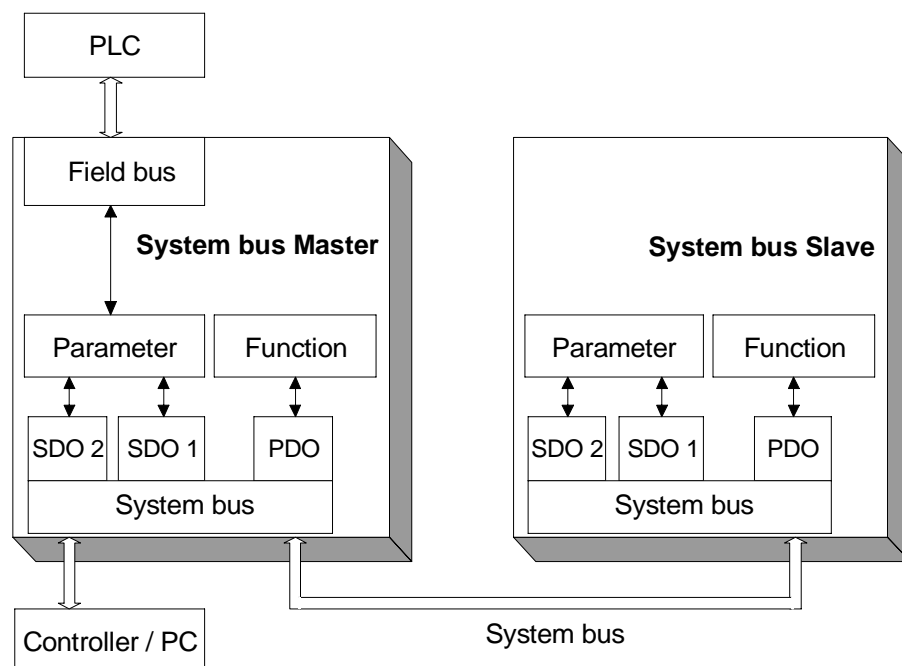 PLC
Field bus
System bus Master
System bus Slave
Parameter
Function
Parameter
Function
SDO 2
SDO 1
PDO
SDO 2
SDO 1
PDO
System bus
System bus
Controller / PC
System bus